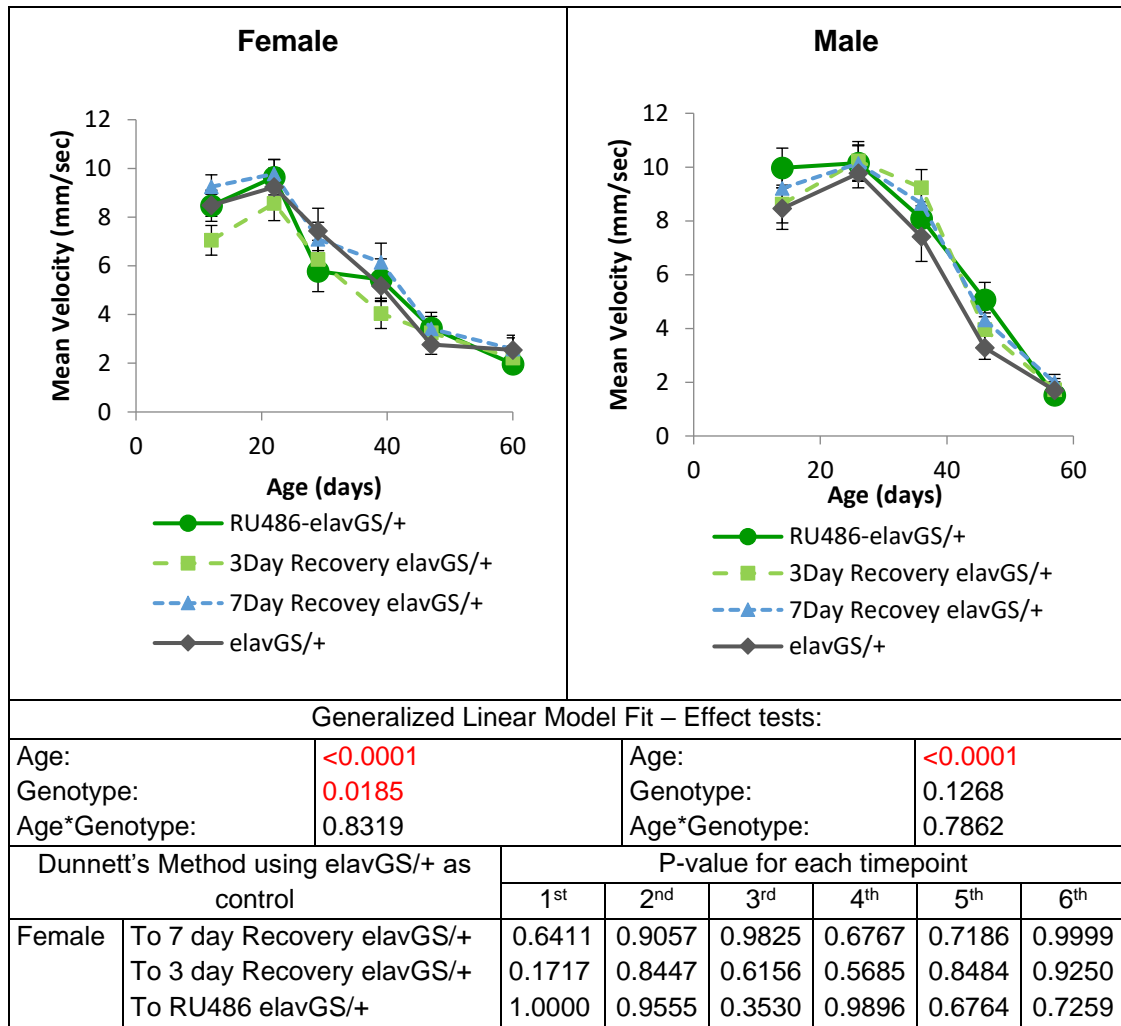 Female
Male
Mean Velocity (mm/sec)
12
10
8
6
4
2
0
0 20 40 60
Age (days)
RU486-elavGS/+
3Day Recovery elavGS/+
7Day Recovey elavGS/+
elavGS/+
Mean Velocity (mm/sec)
12
10
8
6
4
2
0
0 20 40 60
Age (days)
RU486-elavGS/+
3Day Recovery elavGS/+
7Day Recovey elavGS/+
elavGS/+
Generalized Linear Model Fit – Effect tests:
Age: <0.0001 Age: <0.0001
Genotype: 0.0185 Genotype: 0.1268
Age*Genotype: 0.8319 Age*Genotype: 0.7862
Dunnett's Method using elavGS/+ as
control
P-value for each timepoint
1st 2nd 3rd 4th 5th 6th
Female To 7 day Recovery elavGS/+ 0.6411 0.9057 0.9825 0.6767 0.7186 0.9999
To 3 day Recovery elavGS/+ 0.1717 0.8447 0.6156 0.5685 0.8484 0.9250
To RU486 elavGS/+ 1.0000 0.9555 0.3530 0.9896 0.6764 0.7259